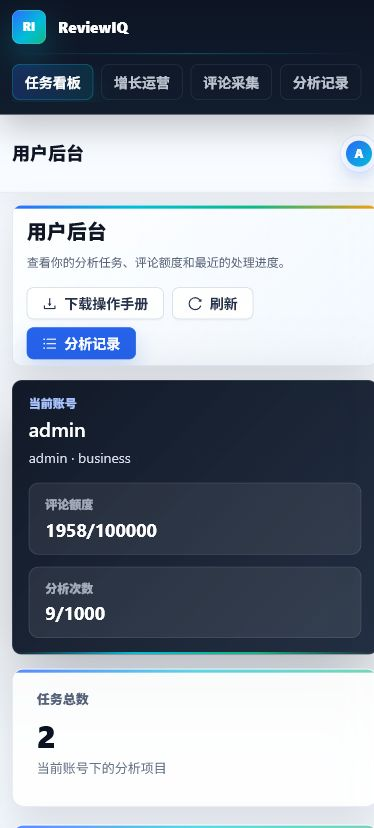 RI ReviewIQ
任务看板 增长运营 评论采集 分析记录
用户后台 A
用户后台
查看你的分析任务、评论额度和最近的处理进度。
下载操作手册 刷新
分析记录
当前账号
admin
admin · business
评论额度
1958/100000
分析次数
9/1000
任务总数
2
当前账号下的分析项目